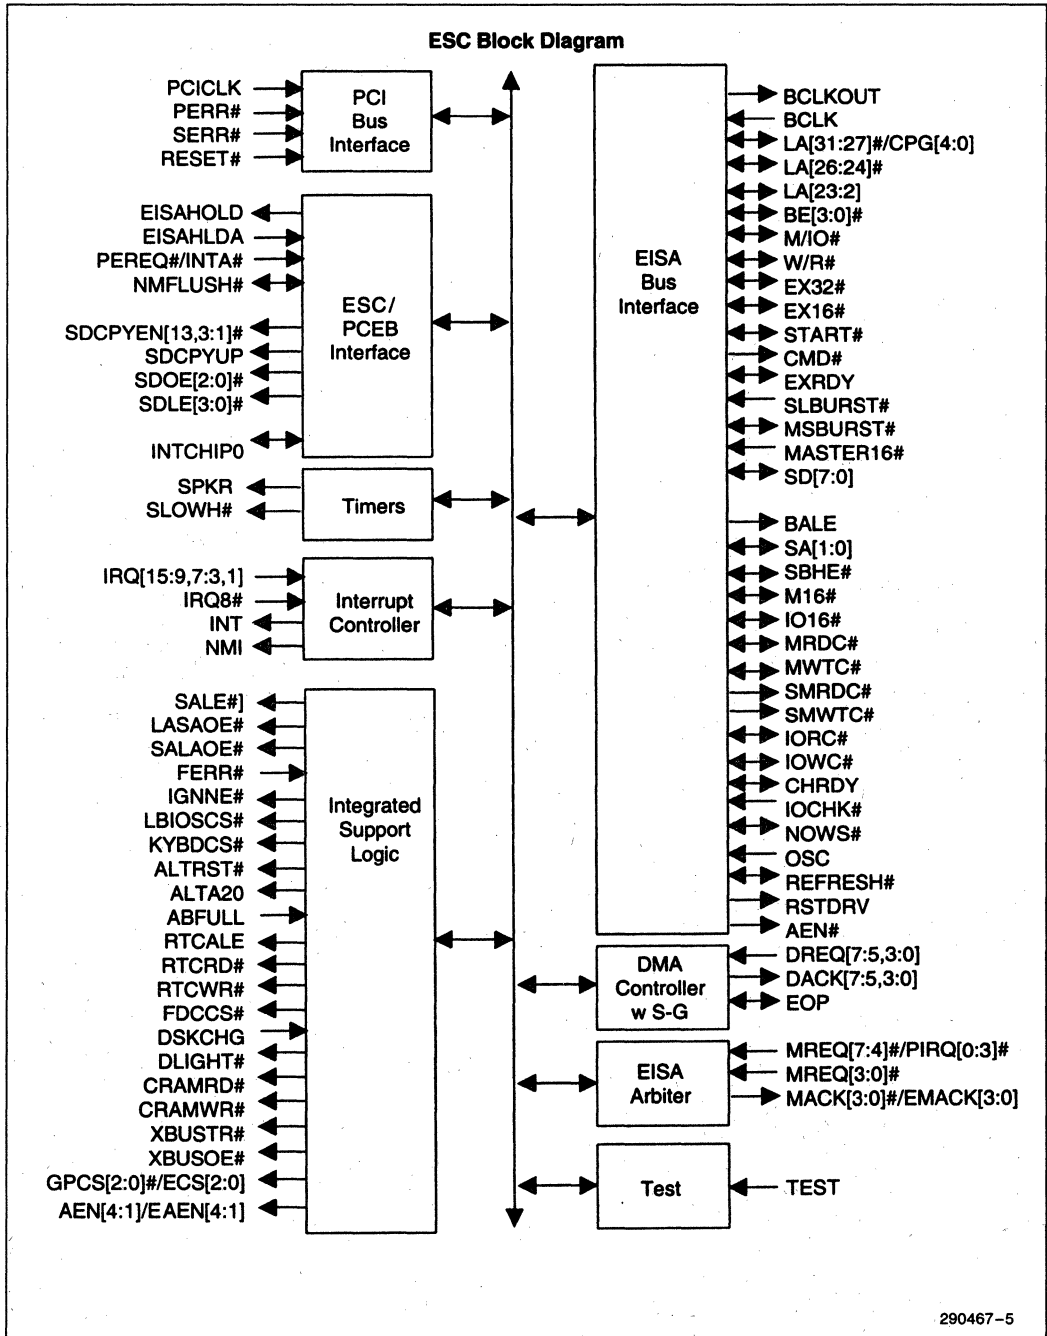 ESC Block Diagram
PCICLK
PERR#
SERR#
RESET#
PCI
Bus
Interface
EISAHOLD
EISAHLDA
PEREQ#/INTA#
NMFLUSH#
SDCPYEN[13,3:1]#
SDCPYUP
SDOE[2:0]#
SDLE[3:0]#
INTCHIP0
ESC/
PCEB
Interface
SPKR
SLOWH#
Timers
IRQ[15:9,7:3,1]
IRQ8#
INT
NMI
Interrupt
Controller
SALE#]
LASAOE#
SALAOE#
FERR#
IGNNE#
LBIOSCS#
KYBDCS#
ALTRST#
ALTA20
ABFULL
RTCALE
RTCRD#
RTCWR#
FDCCS#
DSKCHG
DLIGHT#
CRAMRD#
CRAMWR#
XBUSTR#
XBUSOE#
GPCS[2:0]#/ECS[2:0]
AEN[4:1]/EAEN[4:1]
Integrated
Support
Logic
EISA
Bus
Interface
BCLKOUT
BCLK
LA[31:27]#/CPG[4:0]
LA[26:24]#
LA[23:2]
BE[3:0]#
M/IO#
W/R#
EX32#
EX16#
START#
CMD#
EXRDY
SLBURST#
MSBURST#
MASTER16#
SD[7:0]
BALE
SA[1:0]
SBHE#
M16#
IO16#
MRDC#
MWTC#
SMRDC#
SMWTC#
IORC#
IOWC#
CHRDY
IOCHK#
NOWS#
OSC
REFRESH#
RSTDRV
AEN#
DMA
Controller
w S-G
DREQ[7:5,3:0]
DACK[7:5,3:0]
EOP
EISA
Arbiter
MREQ[7:4]#/PIRQ[0:3]#
MREQ[3:0]#
MACK[3:0]#/EMACK[3:0]
Test
TEST
290467-5